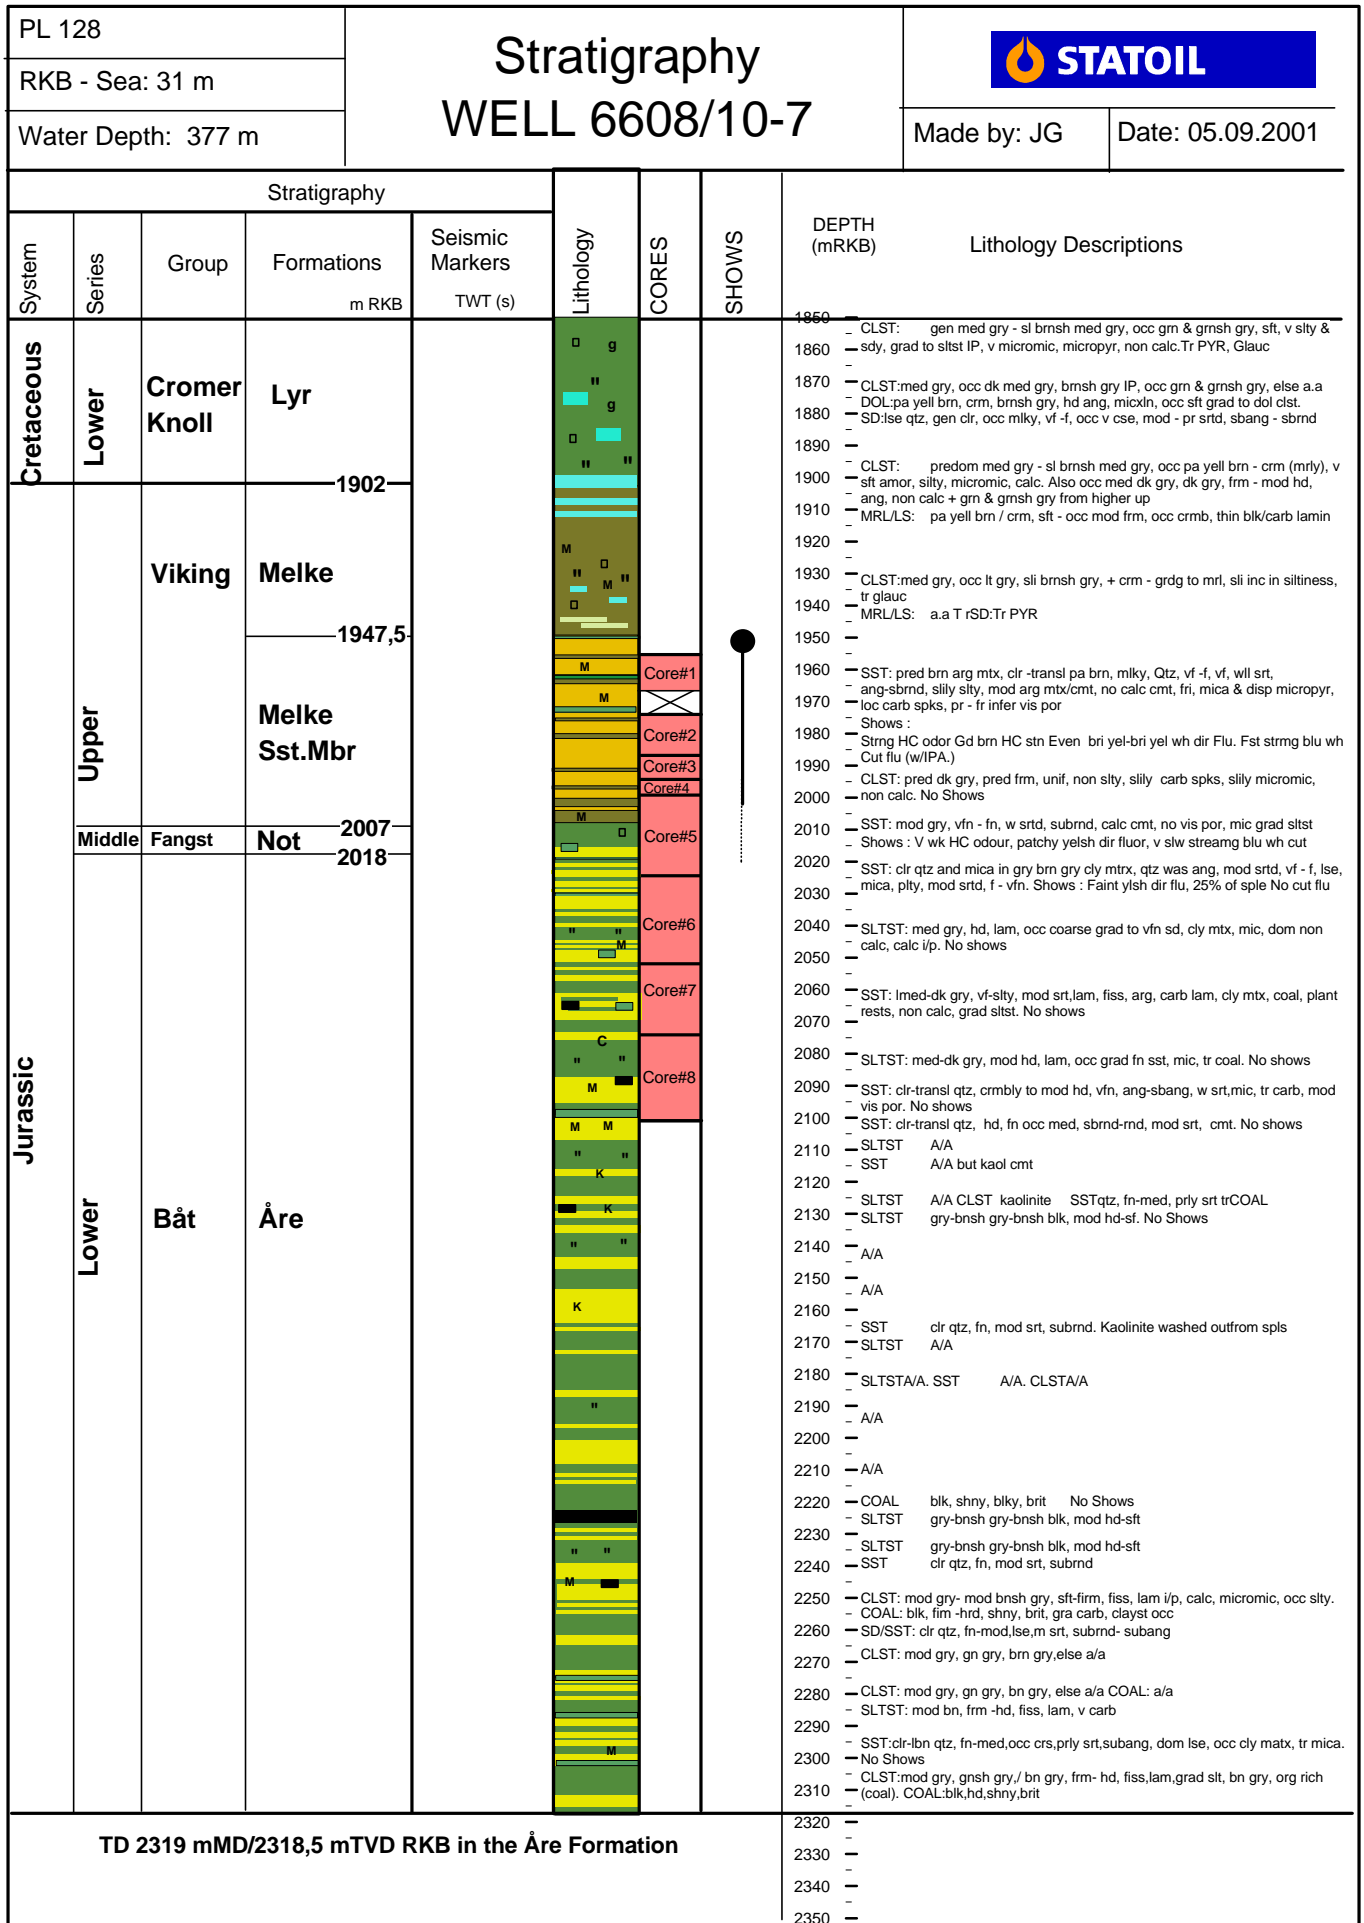 PL 128
RKB - Sea: 31 m
Water Depth: 377 m
Stratigraphy
WELL 6608/10-7
STATOIL
Made by: JG
Date: 05.09.2001
Stratigraphy
System
Series
Group
Formations
m RKB
Seismic
Markers
TWT (s)
Lithology
CORES
SHOWS
DEPTH
(mRKB)
Lithology Descriptions
Cretaceous
Lower
Cromer
Knoll
Lyr
1902
Viking
Melke
1947,5
Melke
Sst.Mbr
Upper
2007
Middle
Fangst
Not
2018
Jurassic
Lower
Båt
Åre
g
"
g
" "
M
" M "
M
M
M
" "
M
C
" "
M
M M
" "
K
K
" "
K
"
" "
M
M
Core#1
Core#2
Core#3
Core#4
Core#5
Core#6
Core#7
Core#8
1850
1860
1870
1880
1890
1900
1910
1920
1930
1940
1950
1960
1970
1980
1990
2000
2010
2020
2030
2040
2050
2060
2070
2080
2090
2100
2110
2120
2130
2140
2150
2160
2170
2180
2190
2200
2210
2220
2230
2240
2250
2260
2270
2280
2290
2300
2310
2320
2330
2340
2350
CLST: gen med gry - sl brnsh med gry, occ grn & grnsh gry, sft, v slty &
sdy, grad to sltst IP, v micromic, micropyr, non calc.Tr PYR, Glauc
CLST:med gry, occ dk med gry, brnsh gry IP, occ grn & grnsh gry, else a.a
DOL:pa yell brn, crm, brnsh gry, hd ang, micxln, occ sft grad to dol clst.
SD:lse qtz, gen clr, occ mlky, vf -f, occ v cse, mod - pr srtd, sbang - sbrnd
CLST: predom med gry - sl brnsh med gry, occ pa yell brn - crm (mrly), v
sft amor, silty, micromic, calc. Also occ med dk gry, dk gry, frm - mod hd,
ang, non calc + grn & grnsh gry from higher up
MRL/LS: pa yell brn / crm, sft - occ mod frm, occ crmb, thin blk/carb lamin
CLST:med gry, occ lt gry, sli brnsh gry, + crm - grdg to mrl, sli inc in siltiness,
tr glauc
MRL/LS: a.a T rSD:Tr PYR
SST: pred brn arg mtx, clr -transl pa brn, mlky, Qtz, vf -f, vf, wll srt,
ang-sbrnd, slily slty, mod arg mtx/cmt, no calc cmt, fri, mica & disp micropyr,
loc carb spks, pr - fr infer vis por
Shows :
Strng HC odor Gd brn HC stn Even bri yel-bri yel wh dir Flu. Fst strmg blu wh
Cut flu (w/IPA.)
CLST: pred dk gry, pred frm, unif, non slty, slily carb spks, slily micromic,
non calc. No Shows
SST: mod gry, vfn - fn, w srtd, subrnd, calc cmt, no vis por, mic grad sltst
Shows : V wk HC odour, patchy yelsh dir fluor, v slw streamg blu wh cut
SST: clr qtz and mica in gry brn gry cly mtrx, qtz was ang, mod srtd, vf - f, lse,
mica, plty, mod srtd, f - vfn. Shows : Faint ylsh dir flu, 25% of sple No cut flu
SLTST: med gry, hd, lam, occ coarse grad to vfn sd, cly mtx, mic, dom non
calc, calc i/p. No shows
SST: lmed-dk gry, vf-slty, mod srt,lam, fiss, arg, carb lam, cly mtx, coal, plant
rests, non calc, grad sltst. No shows
SLTST: med-dk gry, mod hd, lam, occ grad fn sst, mic, tr coal. No shows
SST: clr-transl qtz, crmbly to mod hd, vfn, ang-sbang, w srt,mic, tr carb, mod
vis por. No shows
SST: clr-transl qtz, hd, fn occ med, sbrnd-rnd, mod srt, cmt. No shows
SLTST A/A
SST A/A but kaol cmt
SLTST A/A CLST kaolinite SSTqtz, fn-med, prly srt trCOAL
SLTST gry-bnsh gry-bnsh blk, mod hd-sf. No Shows
A/A
A/A
SST clr qtz, fn, mod srt, subrnd. Kaolinite washed outfrom spls
SLTST A/A
SLTSTA/A. SST A/A. CLSTA/A
A/A
A/A
COAL blk, shny, blky, brit No Shows
SLTST gry-bnsh gry-bnsh blk, mod hd-sft
SLTST gry-bnsh gry-bnsh blk, mod hd-sft
SST clr qtz, fn, mod srt, subrnd
CLST: mod gry- mod bnsh gry, sft-firm, fiss, lam i/p, calc, micromic, occ slty.
COAL: blk, fim -hrd, shny, brit, gra carb, clayst occ
SD/SST: clr qtz, fn-mod,lse,m srt, subrnd- subang
CLST: mod gry, gn gry, brn gry,else a/a
CLST: mod gry, gn gry, bn gry, else a/a COAL: a/a
SLTST: mod bn, frm -hd, fiss, lam, v carb
SST:clr-lbn qtz, fn-med,occ crs,prly srt,subang, dom lse, occ cly matx, tr mica.
No Shows
CLST:mod gry, gnsh gry,/ bn gry, frm- hd, fiss,lam,grad slt, bn gry, org rich
(coal). COAL:blk,hd,shny,brit
TD 2319 mMD/2318,5 mTVD RKB in the Åre Formation